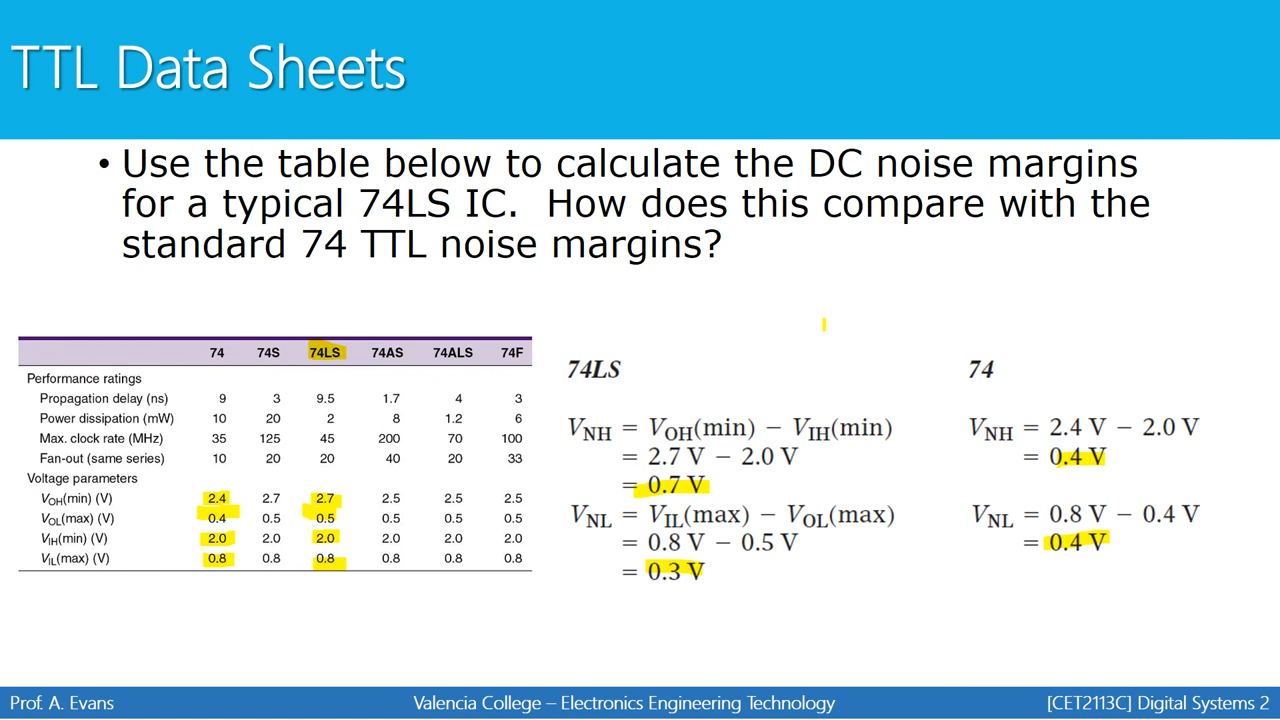 TTL Data Sheets
• Use the table below to calculate the DC noise margins
for a typical 74LS IC. How does this compare with the
standard 74 TTL noise margins?
74 74S 74LS 74AS 74ALS 74F
Performance ratings
Propagation delay (ns) 9 3 9.5 1.7 4 3
Power dissipation (mW) 10 20 2 8 1.2 6
Max. clock rate (MHz) 35 125 45 200 70 100
Fan-out (same series) 10 20 20 40 20 33
Voltage parameters
VOH(min) (V) 2.4 2.7 2.7 2.5 2.5 2.5
VOL(max) (V) 0.4 0.5 0.5 0.5 0.5 0.5
VIH(min) (V) 2.0 2.0 2.0 2.0 2.0 2.0
VIL(max) (V) 0.8 0.8 0.8 0.8 0.8 0.8
74LS
VNH = VOH(min) − VIH(min)
= 2.7 V − 2.0 V
= 0.7 V
VNL = VIL(max) − VOL(max)
= 0.8 V − 0.5 V
= 0.3 V
74
VNH = 2.4 V − 2.0 V
= 0.4 V
VNL = 0.8 V − 0.4 V
= 0.4 V
Prof. A. Evans
Valencia College – Electronics Engineering Technology
[CET2113C] Digital Systems 2